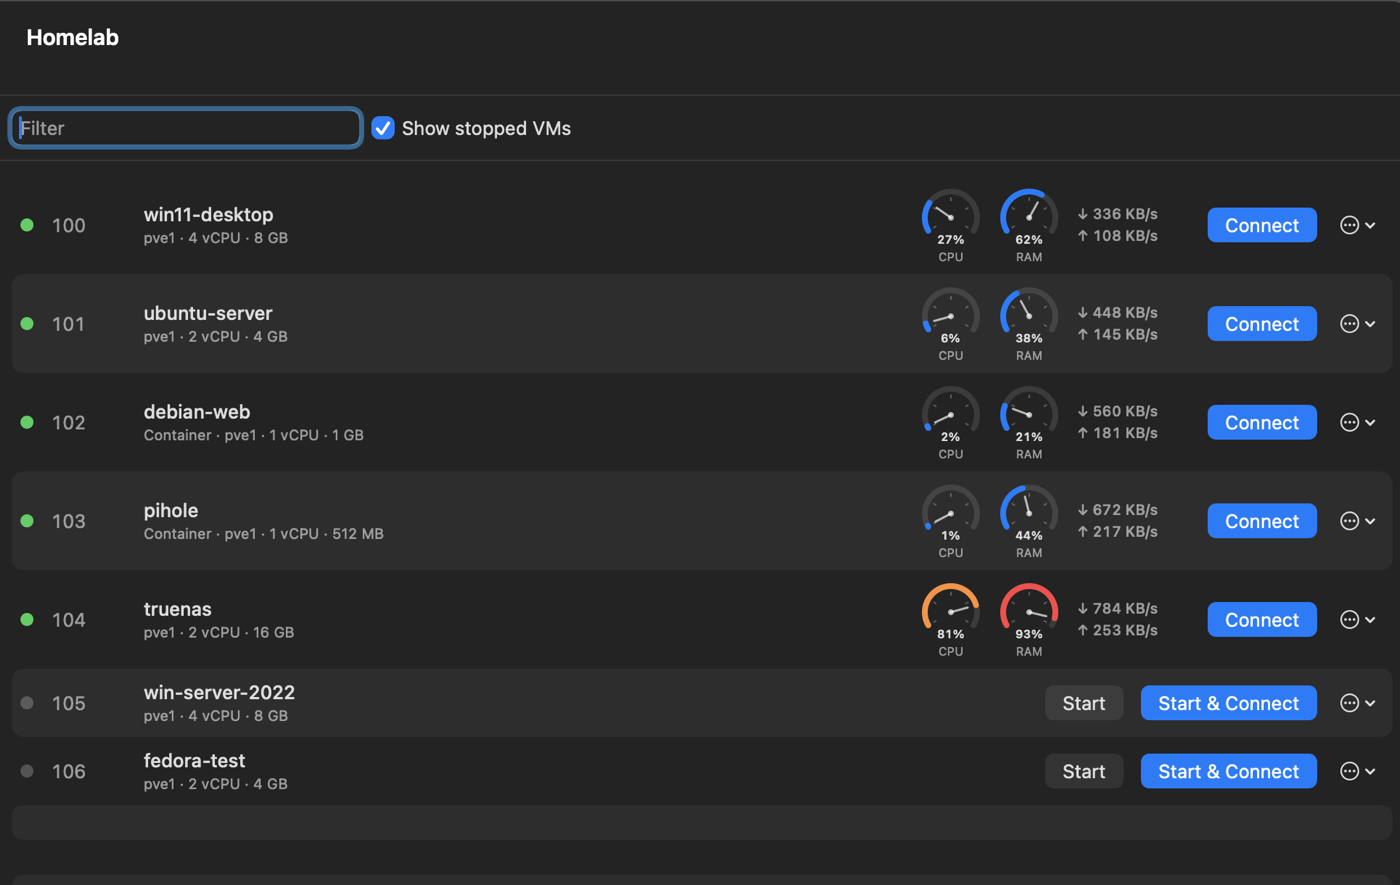 Homelab
Filter
Show stopped VMs
100
win11-desktop
pve1 · 4 vCPU · 8 GB
27%
CPU
62%
RAM
↓ 336 KB/s
↑ 108 KB/s
Connect
101
ubuntu-server
pve1 · 2 vCPU · 4 GB
6%
CPU
38%
RAM
↓ 448 KB/s
↑ 145 KB/s
Connect
102
debian-web
Container · pve1 · 1 vCPU · 1 GB
2%
CPU
21%
RAM
↓ 560 KB/s
↑ 181 KB/s
Connect
103
pihole
Container · pve1 · 1 vCPU · 512 MB
1%
CPU
44%
RAM
↓ 672 KB/s
↑ 217 KB/s
Connect
104
truenas
pve1 · 2 vCPU · 16 GB
81%
CPU
93%
RAM
↓ 784 KB/s
↑ 253 KB/s
Connect
105
win-server-2022
pve1 · 4 vCPU · 8 GB
Start
Start & Connect
106
fedora-test
pve1 · 2 vCPU · 4 GB
Start
Start & Connect